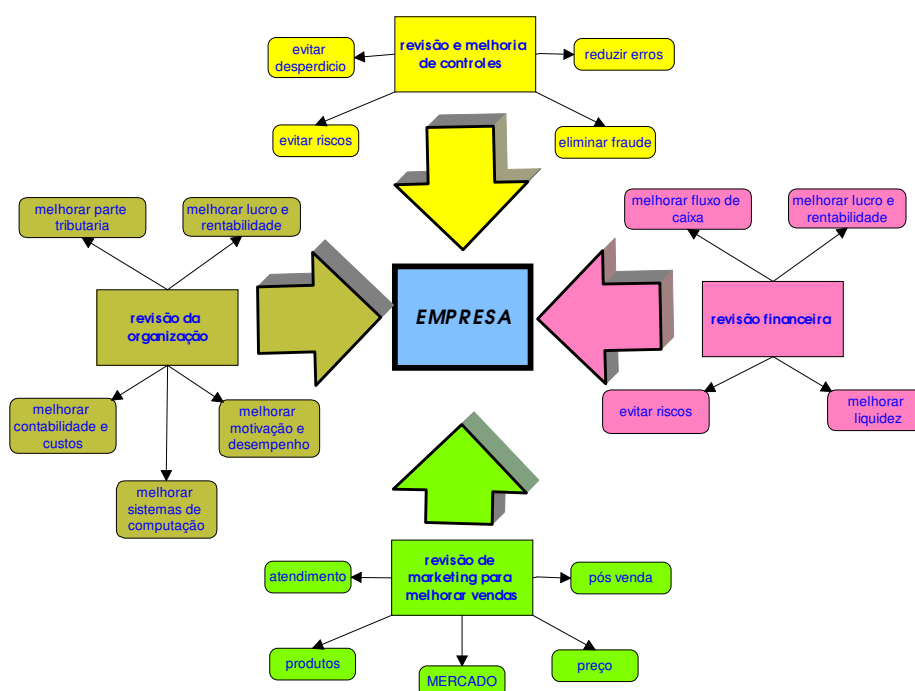 revisão e melhoria
de controles
evitar
desperdicio
reduzir erros
evitar riscos
eliminar fraude
melhorar parte
tributaria
melhorar lucro e
rentabilidade
melhorar fluxo de
caixa
melhorar lucro e
rentabilidade
revisão da
organização
EMPRESA
revisão financeira
melhorar
contabilidade e
custos
melhorar
motivação e
desempenho
melhorar
sistemas de
computação
evitar riscos
melhorar
liquidez
revisão de
marketing para
melhorar vendas
atendimento
pós venda
produtos
MERCADO
preço